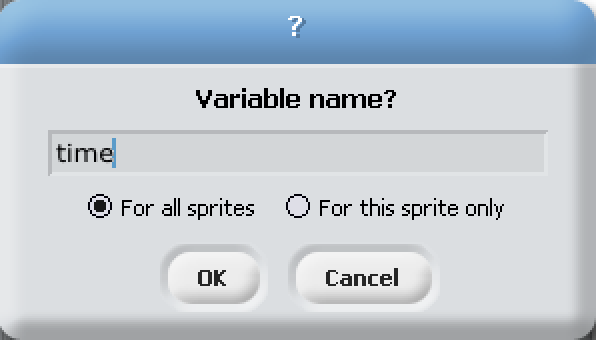 ?
Variable name?
time
For all sprites For this sprite only
OK Cancel